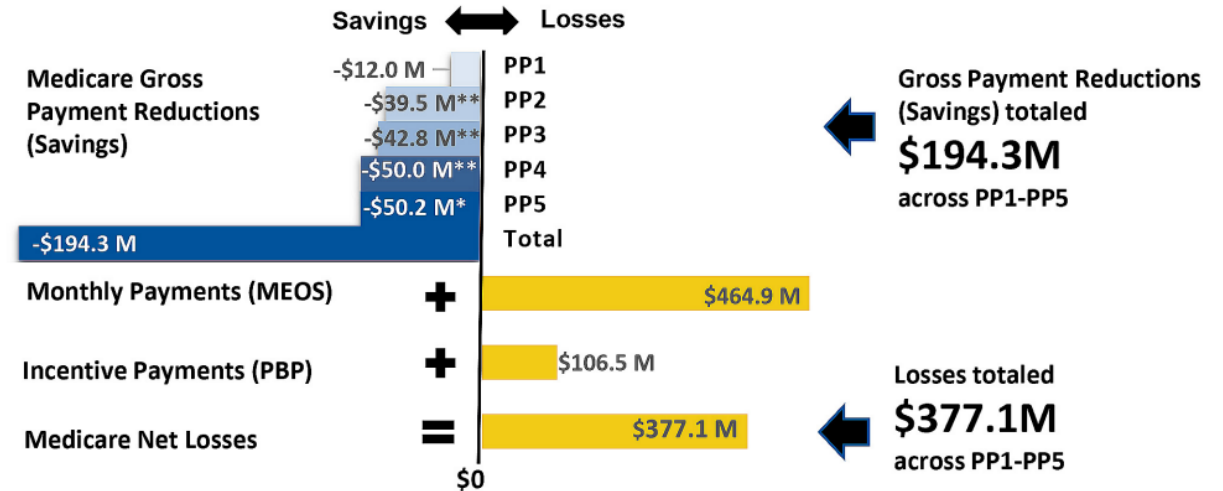 Savings Losses
Medicare Gross
Payment Reductions
(Savings)
-$12.0 M PP1
-$39.5 M** PP2
-$42.8 M** PP3
-$50.0 M** PP4
-$50.2 M* PP5
-$194.3 M Total
Gross Payment Reductions
(Savings) totaled
$194.3M
across PP1-PP5
Monthly Payments (MEOS) + $464.9 M
Incentive Payments (PBP) + $106.5 M
Medicare Net Losses = $377.1 M
$0
Losses totaled
$377.1M
across PP1-PP5